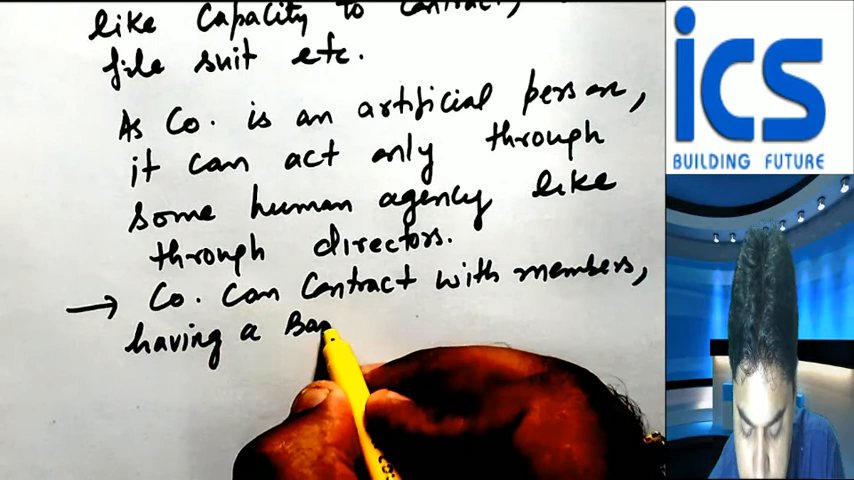 like Capacity to Contract,
file suit etc.
As Co. is an artificial person,
it can act only through
some human agency like
through directors.
→ Co. can Contract with members,
having a Ban
ics
BUILDING FUTURE